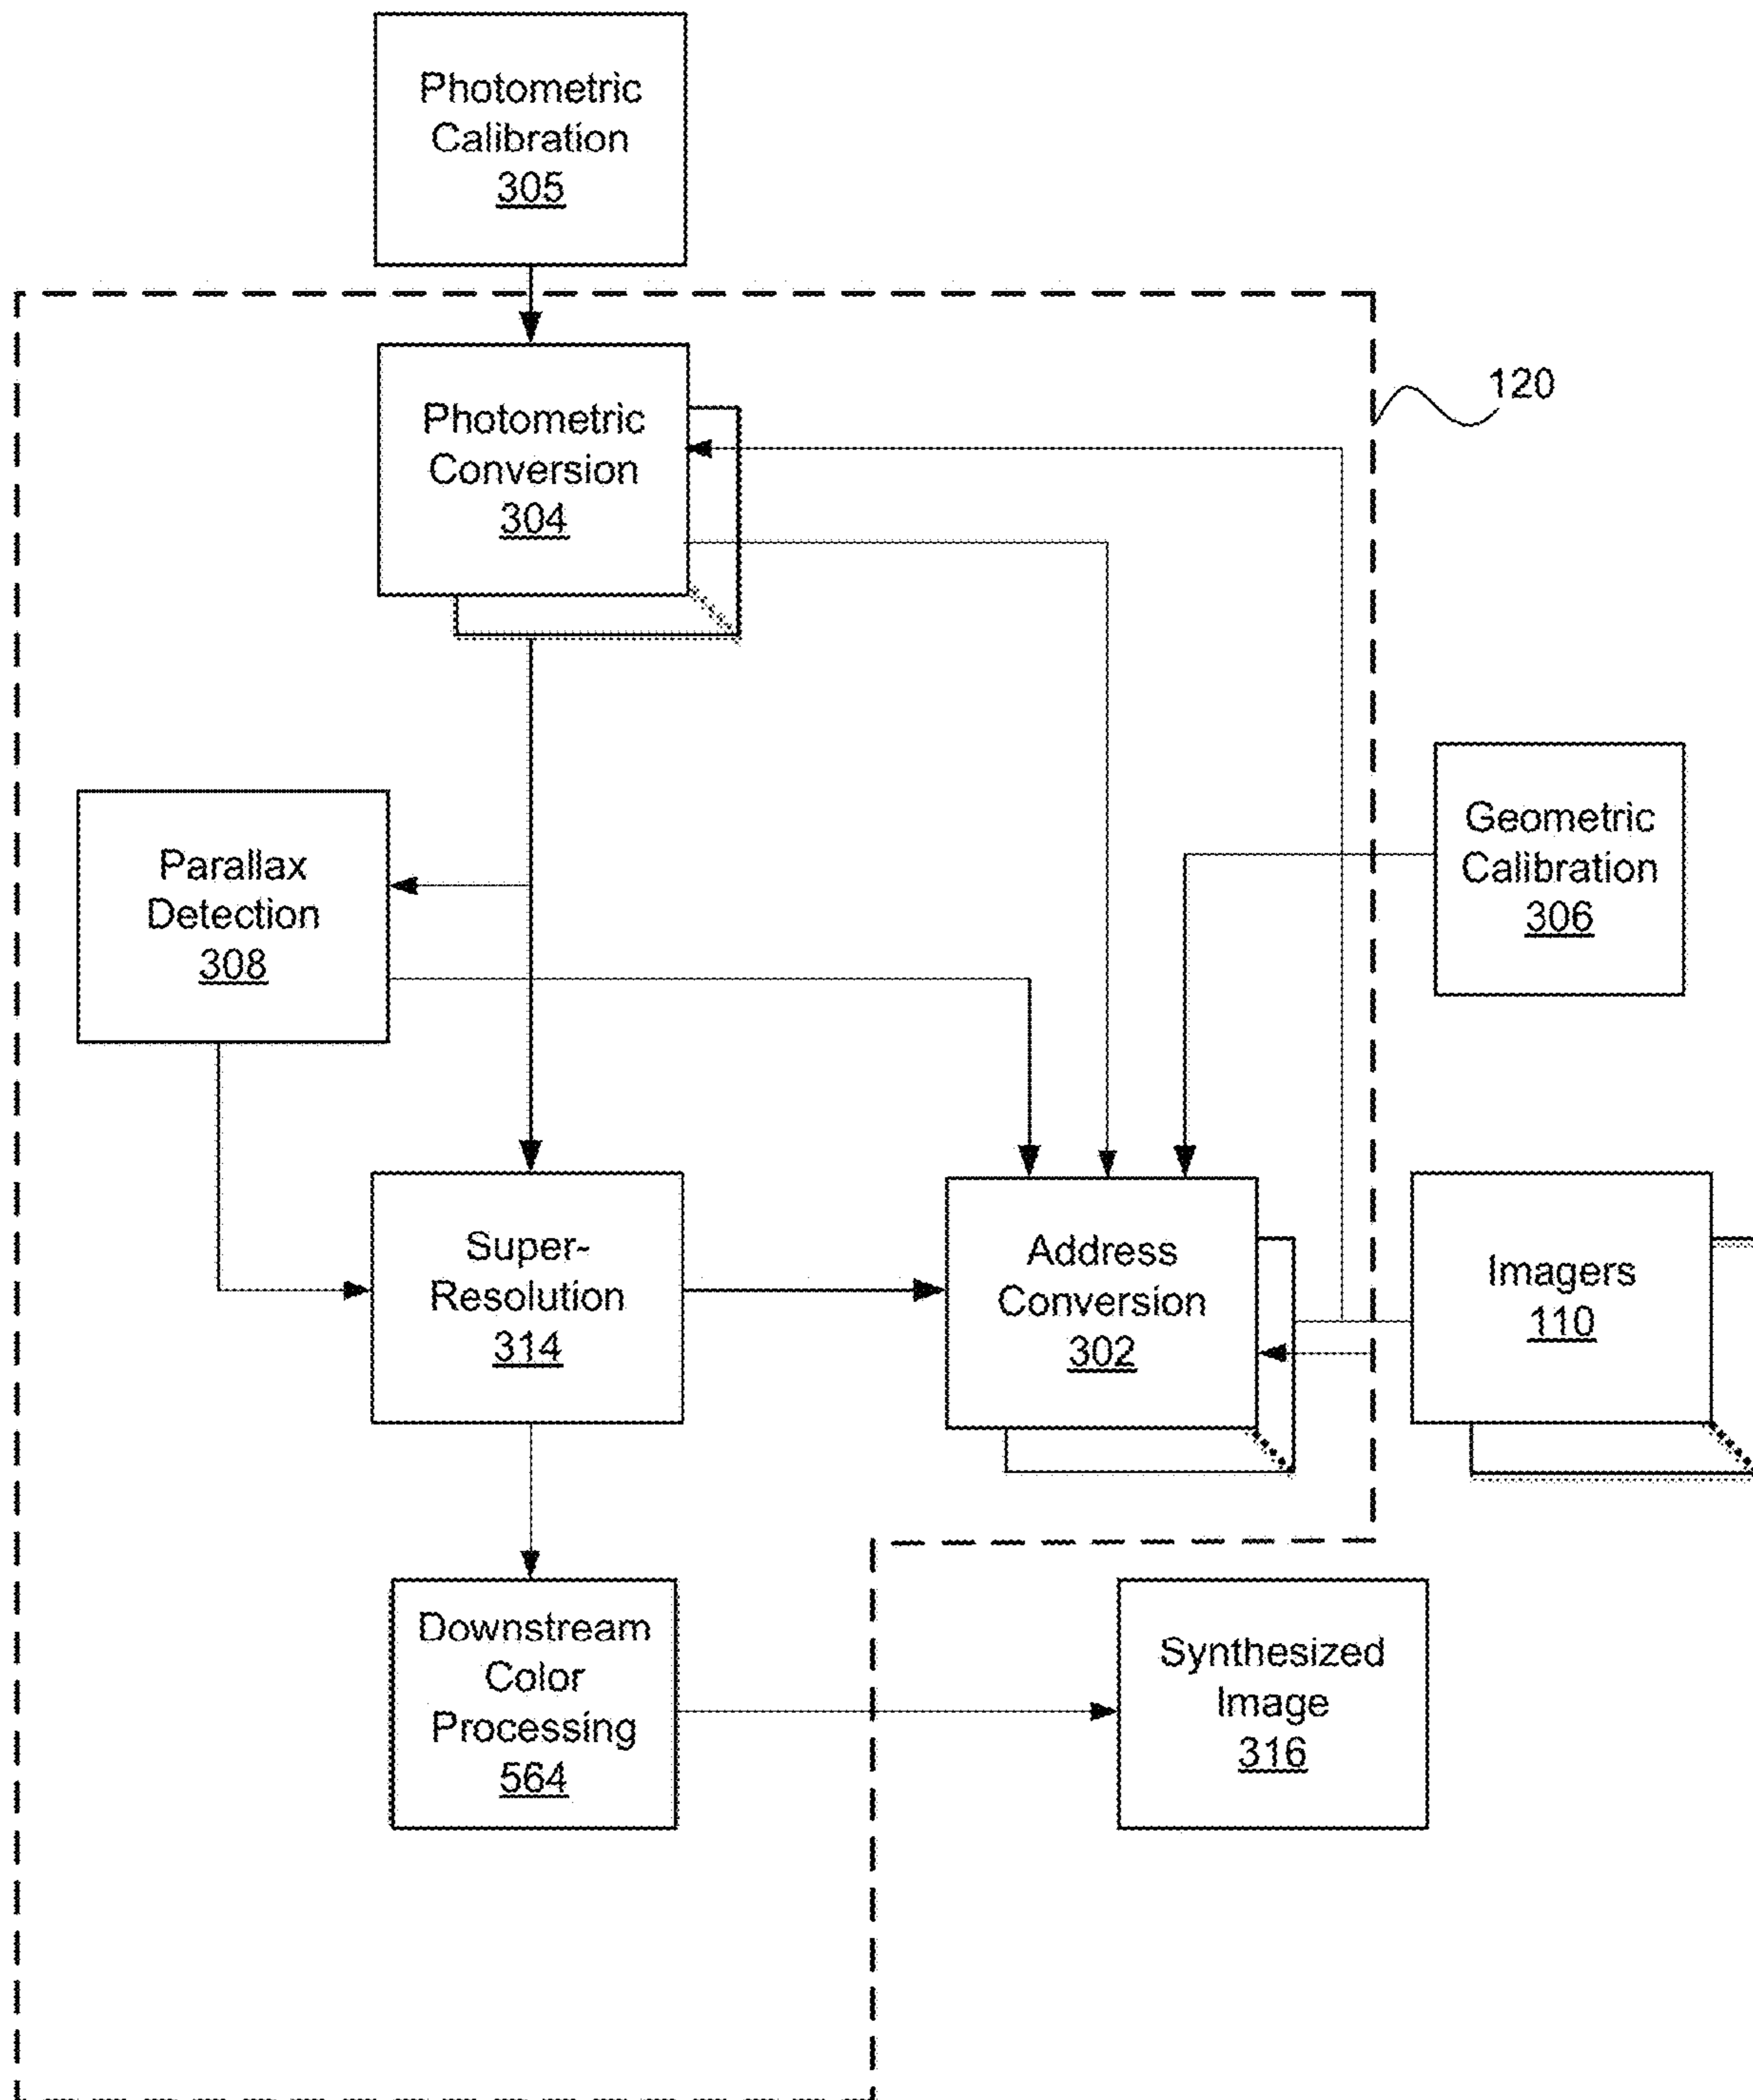 Photometric
Calibration
305
120
Photometric
Conversion
304
Geometric
Calibration
306
Parallax
Detection
308
Super-
Resolution
314
Address
Conversion
302
Imagers
110
Downstream
Color
Processing
564
Synthesized
Image
316